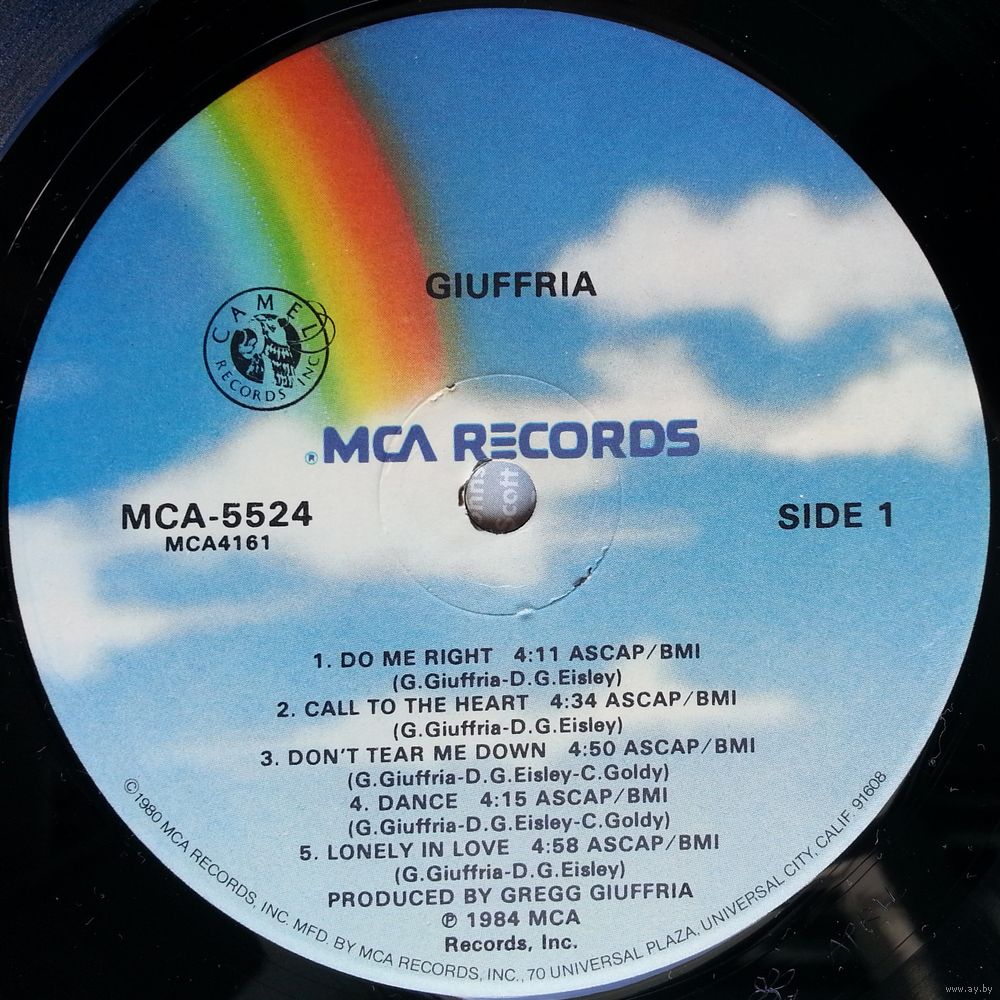 GIUFFRIA
CAMEL
RECORDS INC
® MCA RECORDS
MCA-5524
MCA4161
SIDE 1
1. DO ME RIGHT 4:11 ASCAP/BMI
(G.Giuffria-D.G.Eisley)
2. CALL TO THE HEART 4:34 ASCAP/BMI
(G.Giuffria-D.G.Eisley)
3. DON'T TEAR ME DOWN 4:50 ASCAP/BMI
(G.Giuffria-D.G.Eisley-C.Goldy)
4. DANCE 4:15 ASCAP/BMI
(G.Giuffria-D.G.Eisley-C.Goldy)
5. LONELY IN LOVE 4:58 ASCAP/BMI
(G.Giuffria-D.G.Eisley)
PRODUCED BY GREGG GIUFFRIA
℗ 1984 MCA
Records, Inc.
©1980 MCA RECORDS, INC. MFD. BY MCA RECORDS, INC., 70 UNIVERSAL PLAZA, UNIVERSAL CITY, CALIF. 91608
www.ay.by